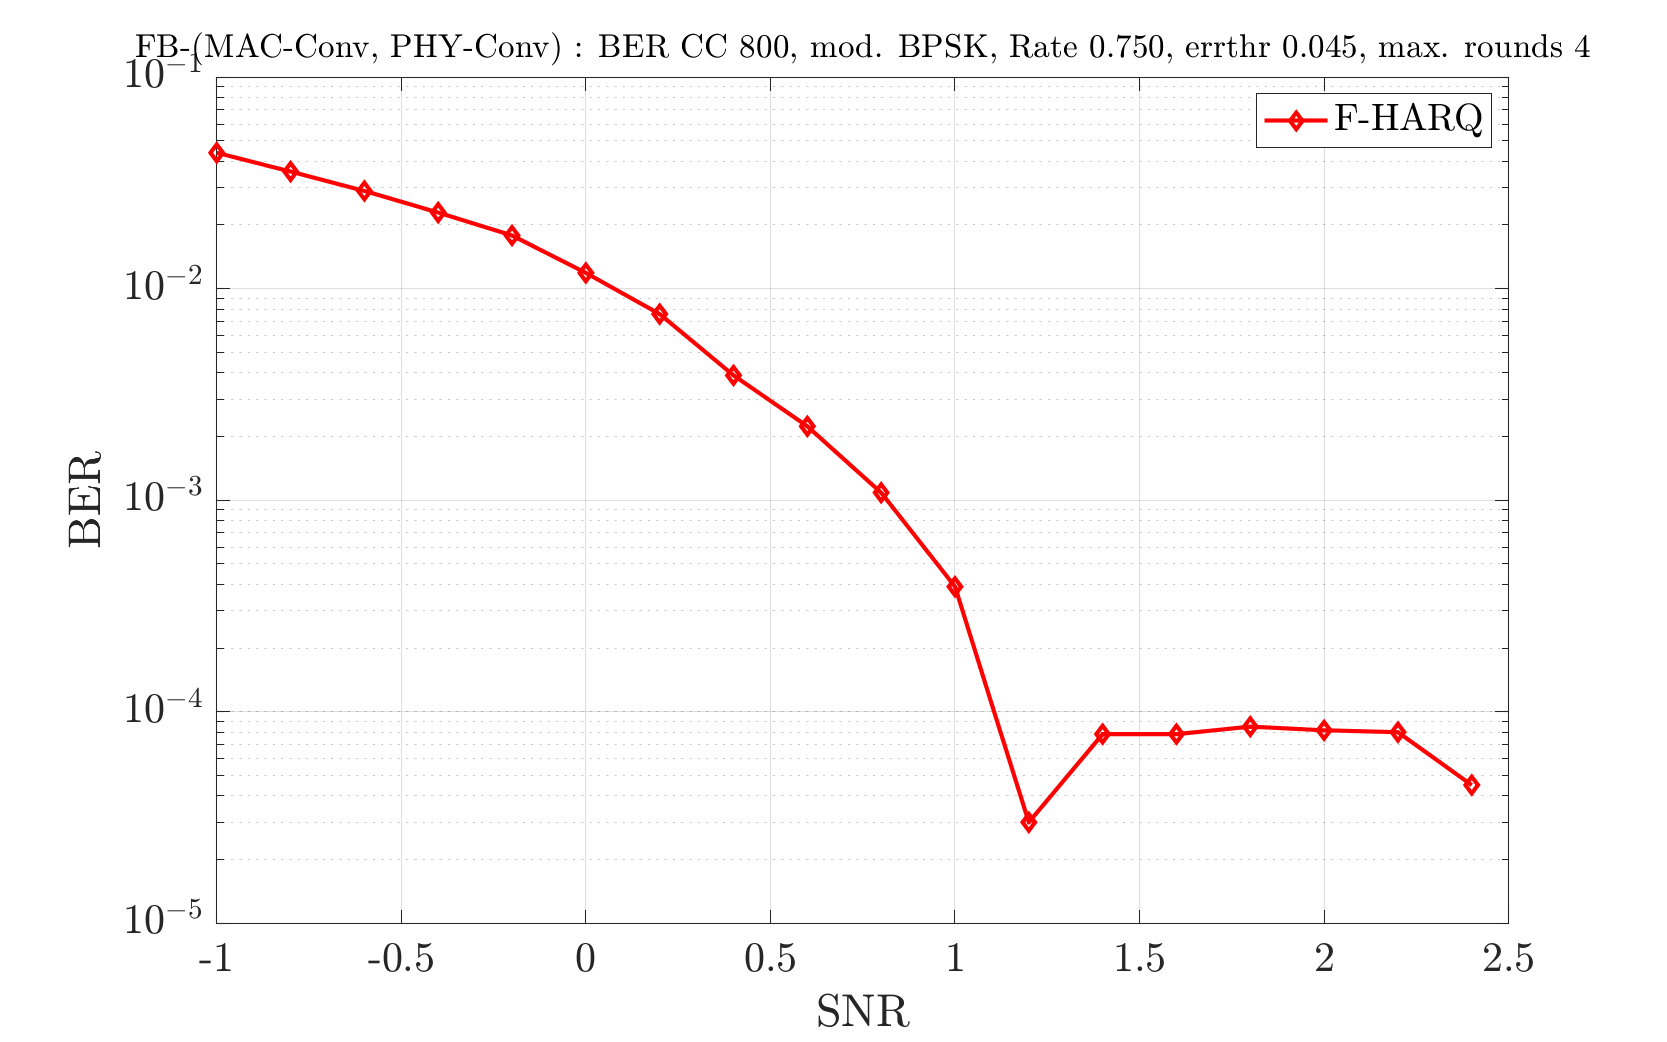 FB-(MAC-Conv, PHY-Conv) : BER CC 800, mod. BPSK, Rate 0.750, errthr 0.045, max. rounds 4
F-HARQ
10⁻¹
10⁻²
10⁻³
10⁻⁴
10⁻⁵
BER
-1 -0.5 0 0.5 1 1.5 2 2.5
SNR